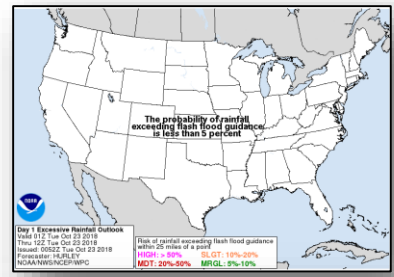 The probability of rainfall
exceeding flash flood guidance
is less than 5 percent
noaa
Day 1 Excessive Rainfall Outlook
Valid 01Z Tue Oct 23 2018
Thru 12Z Tue Oct 23 2018
Issued: 0052Z Tue Oct 23 2018
Forecaster: HURLEY
NOAA/NWS/NCEP/WPC
Risk of rainfall exceeding flash flood guidance
within 25 miles of a point
HIGH: > 50% SLGT: 10%-20%
MDT: 20%-50% MRGL: 5%-10%